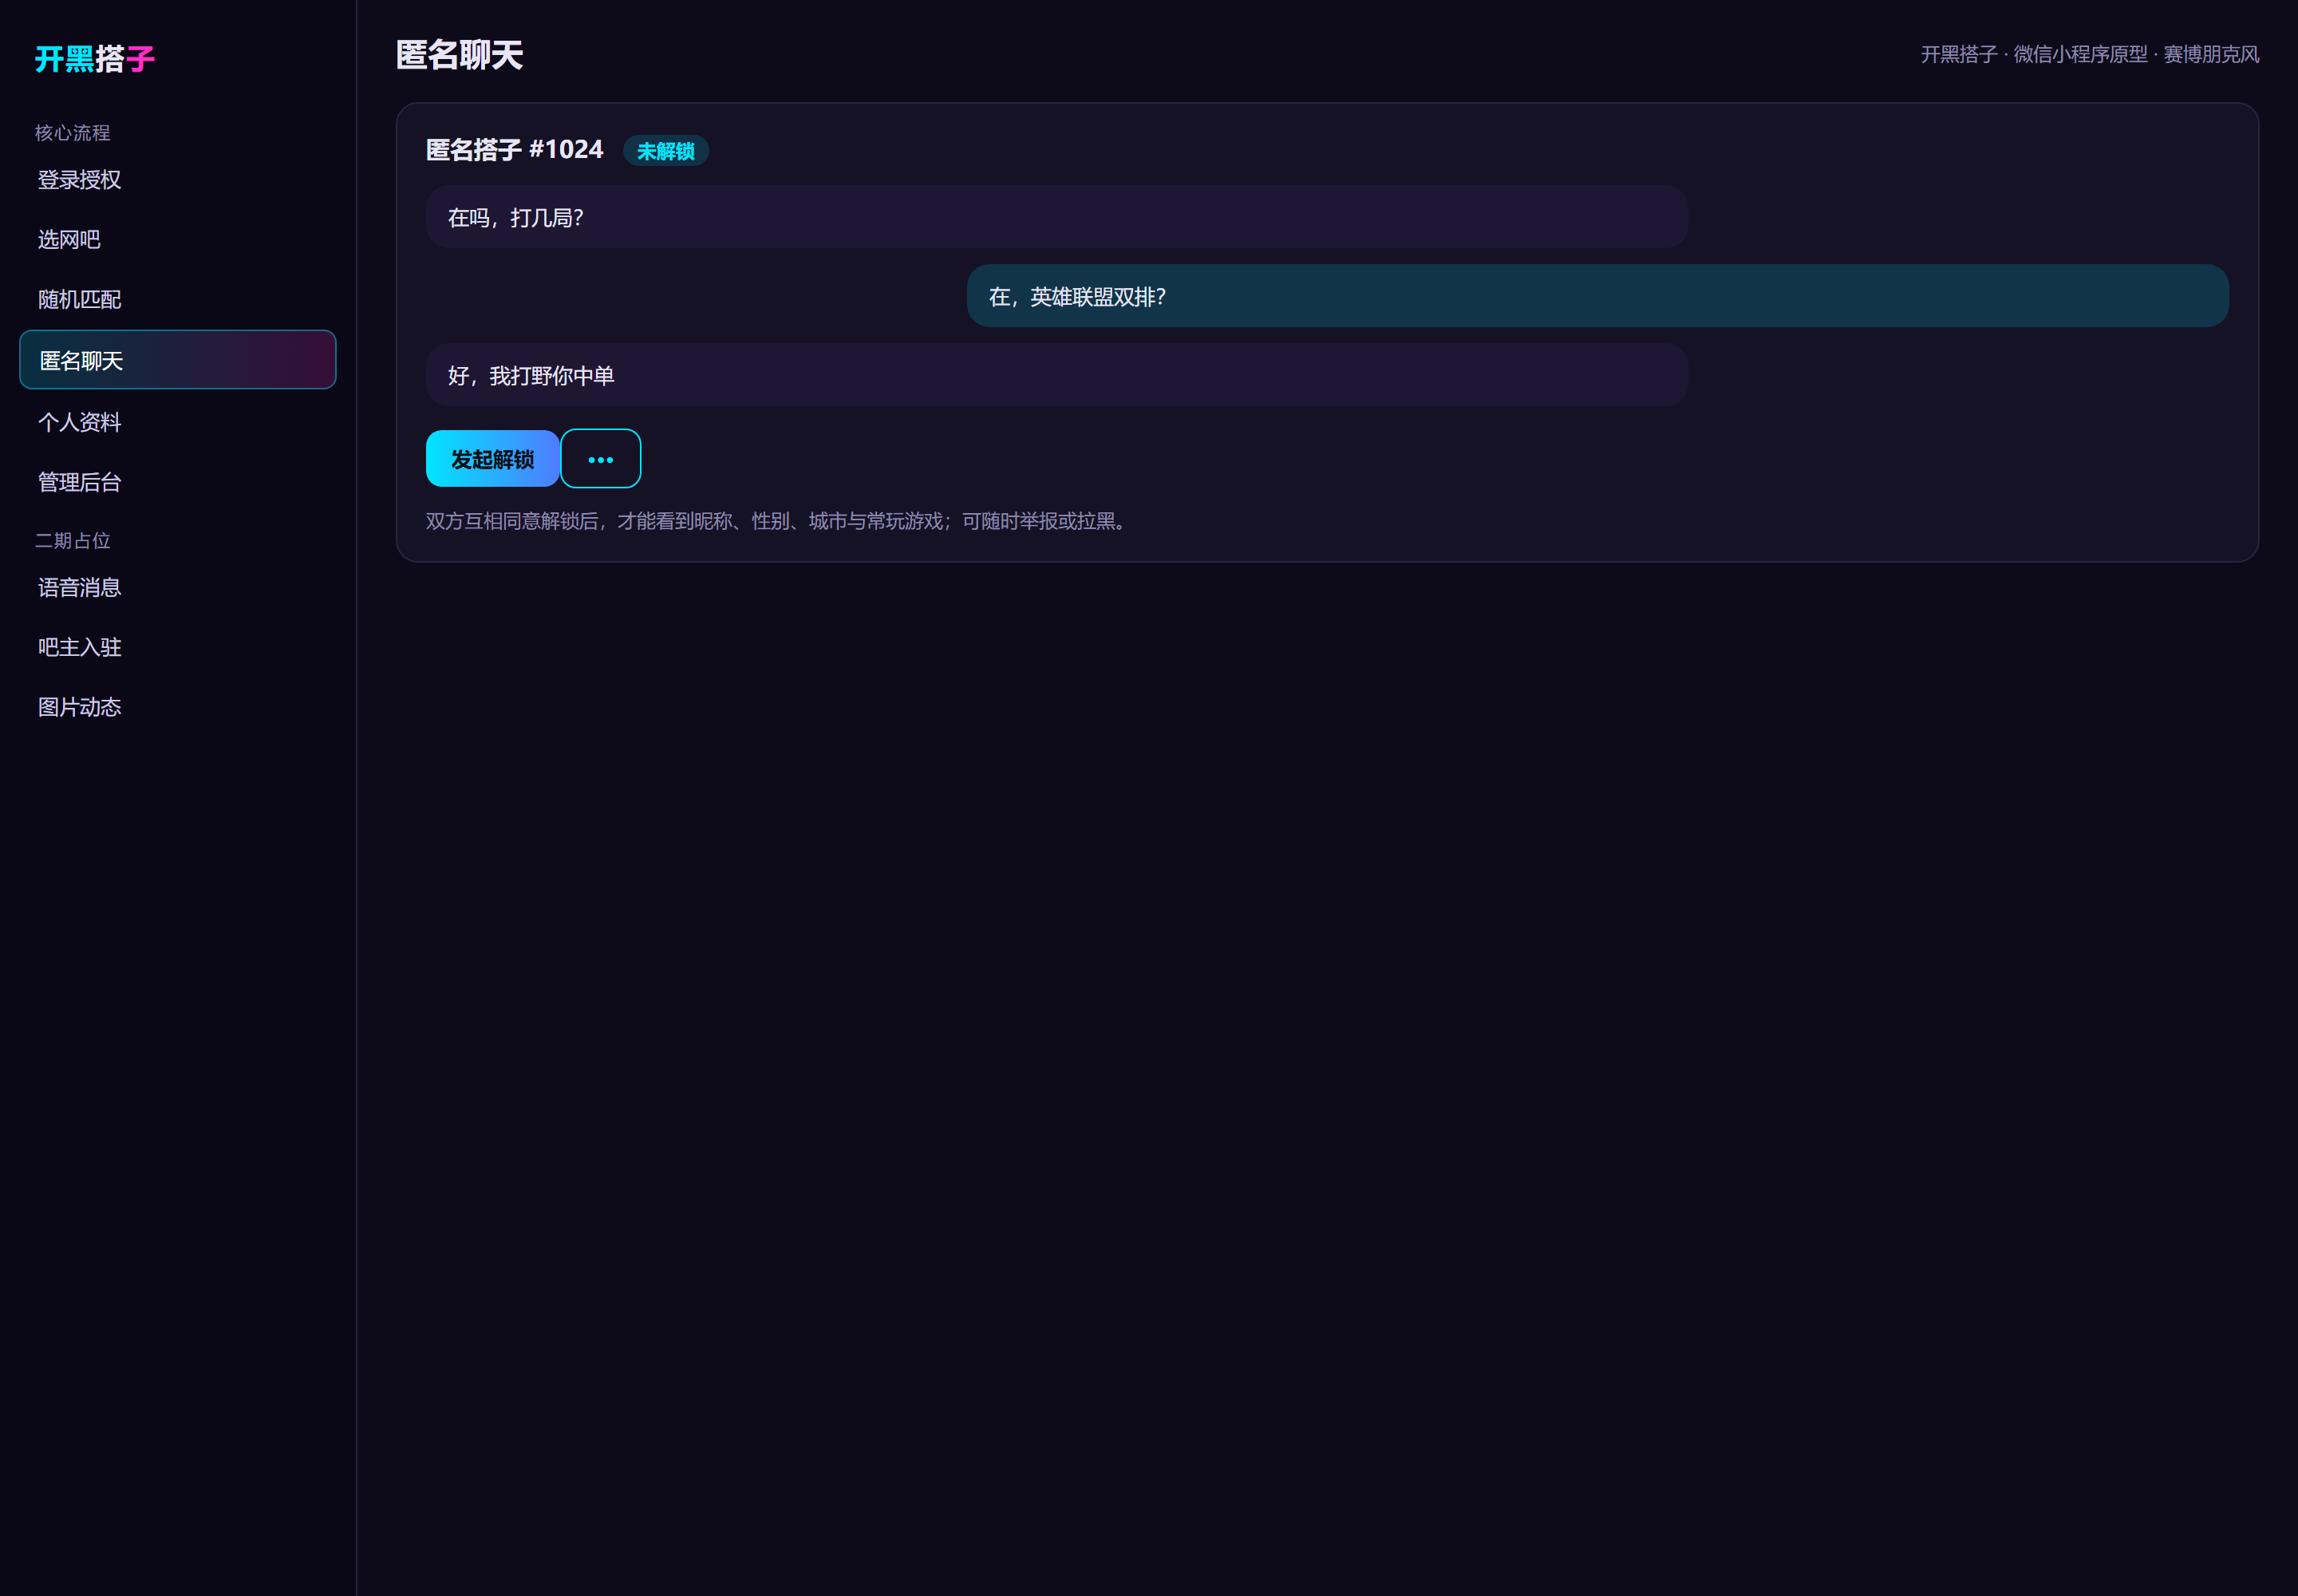 开黑搭子
核心流程
登录授权
选网吧
随机匹配
匿名聊天
个人资料
管理后台
二期占位
语音消息
吧主入驻
图片动态
匿名聊天
开黑搭子 · 微信小程序原型 · 赛博朋克风
匿名搭子 #1024 未解锁
在吗，打几局？
在，英雄联盟双排？
好，我打野你中单
发起解锁 •••
双方互相同意解锁后，才能看到昵称、性别、城市与常玩游戏；可随时举报或拉黑。